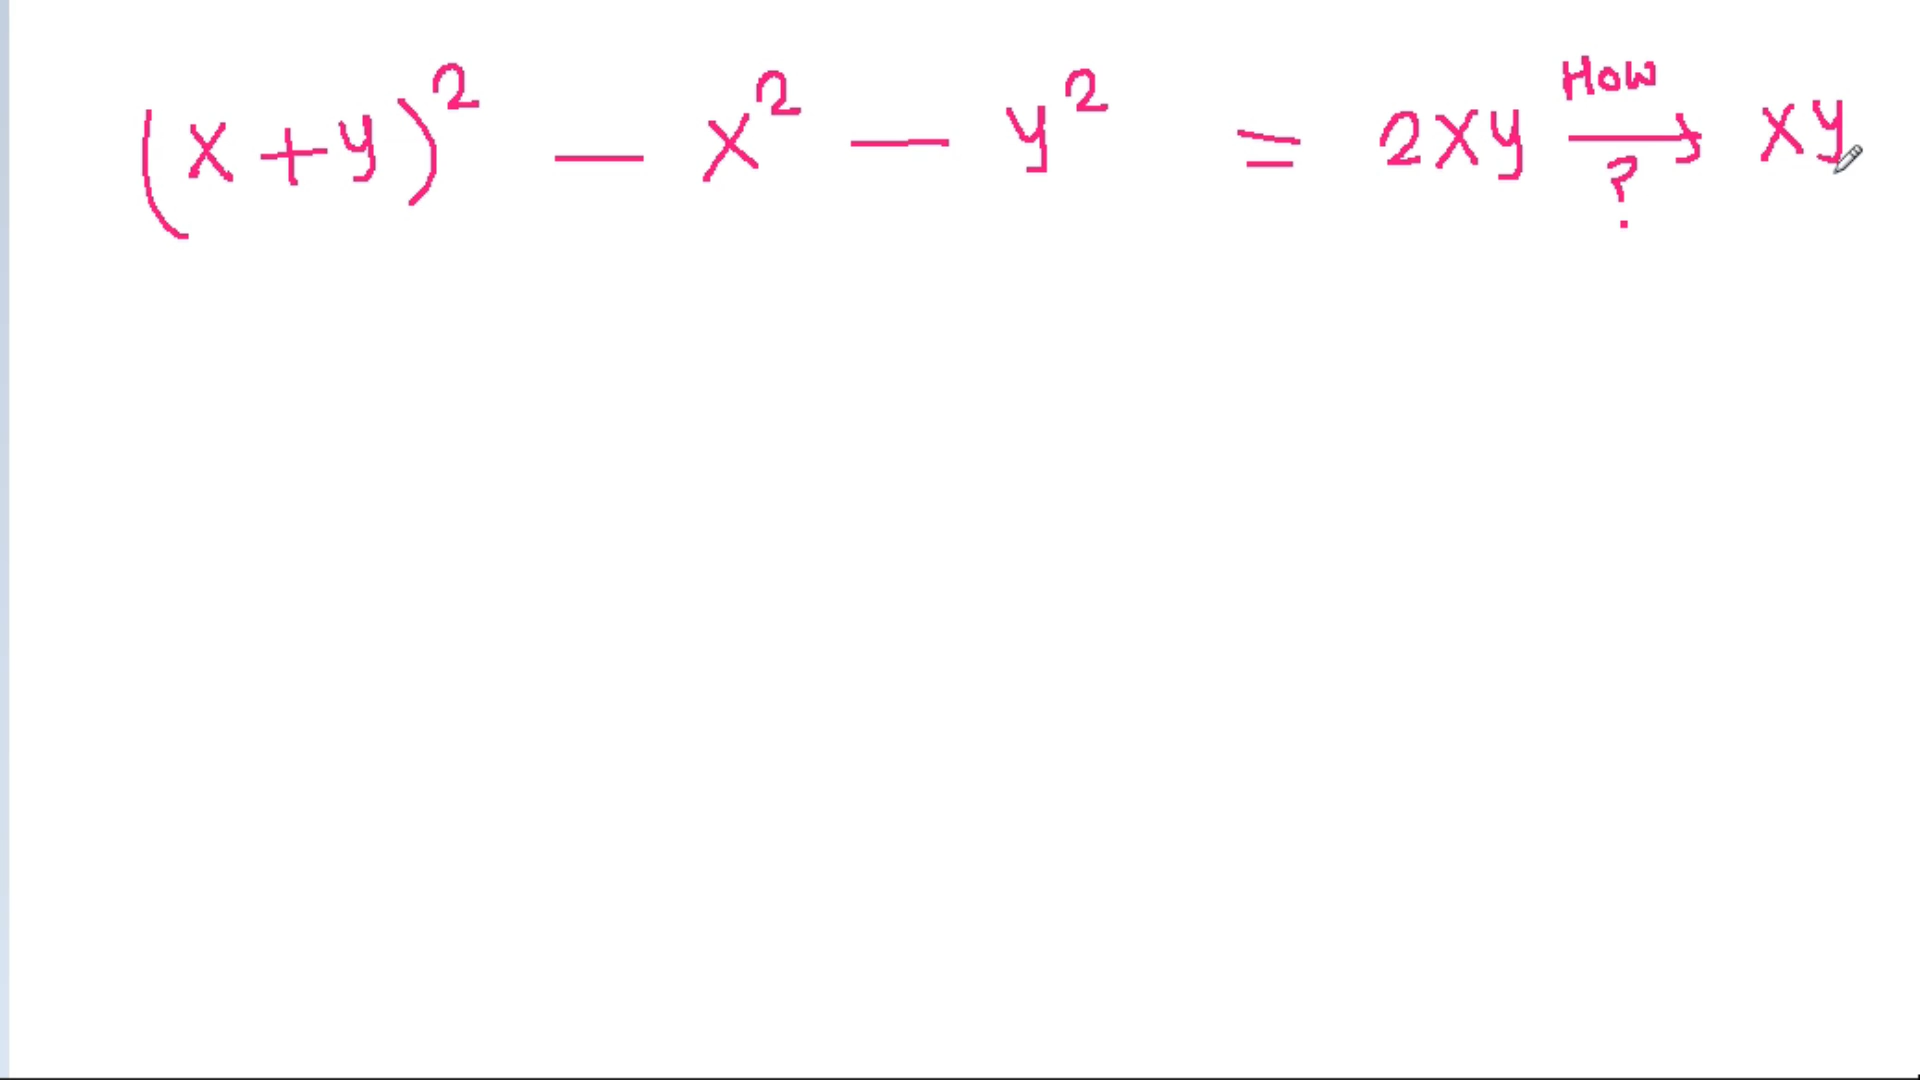 (x+y)² — x² — y² = 2xy How? → xy